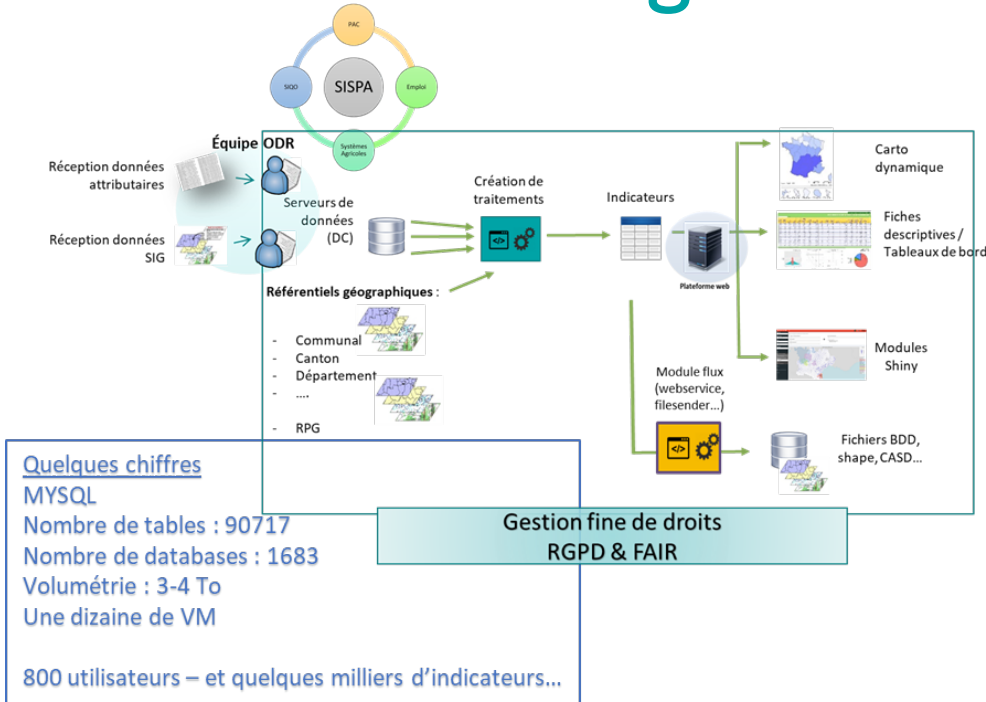 g
PAC
SIQO
SISPA
Emploi
Systèmes
Agricoles
Équipe ODR
Réception données
attributaires
Réception données
SIG
Serveurs de
données
(DC)
Création de
traitements
Indicateurs
Plateforme web
Carto
dynamique
Fiches
descriptives /
Tableaux de bord
Modules
Shiny
Référentiels géographiques :
- Communal
- Canton
- Département
- ....
- RPG
Module flux
(webservice,
filesender...)
Fichiers BDD,
shape, CASD...
Gestion fine de droits
RGPD & FAIR
Quelques chiffres
MYSQL
Nombre de tables : 90717
Nombre de databases : 1683
Volumétrie : 3-4 To
Une dizaine de VM
800 utilisateurs – et quelques milliers d'indicateurs...